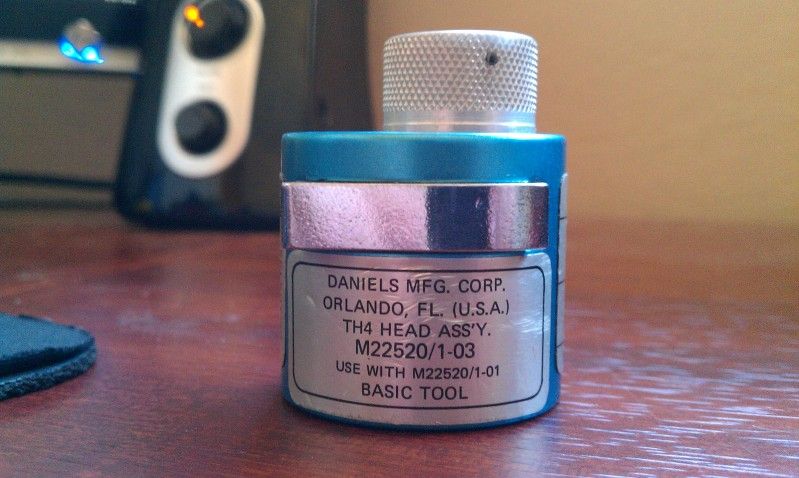 DANIELS MFG. CORP.
ORLANDO, FL. (U.S.A.)
TH4 HEAD ASS'Y.
M22520/1-03
USE WITH M22520/1-01
BASIC TOOL